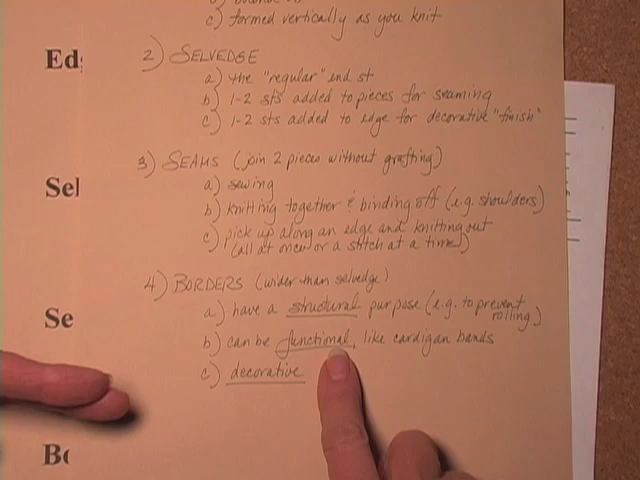 c) formed vertically as you knit
Ed
2) SELVEDGE
a) the "regular" end st
b) 1-2 sts added to pieces for seaming
c) 1-2 sts added to edge for decorative "finish"
3) SEAMS (join 2 pieces without grafting)
Sel
a) sewing
b) knitting together & binding off (e.g. shoulders)
c) pick up along an edge and knitting out
(all at once or a stitch at a time)
4) BORDERS (wider than selvedge)
a) have a structural purpose (e.g. to prevent
rolling)
Se
b) can be functional, like cardigan bands
c) decorative
Bo